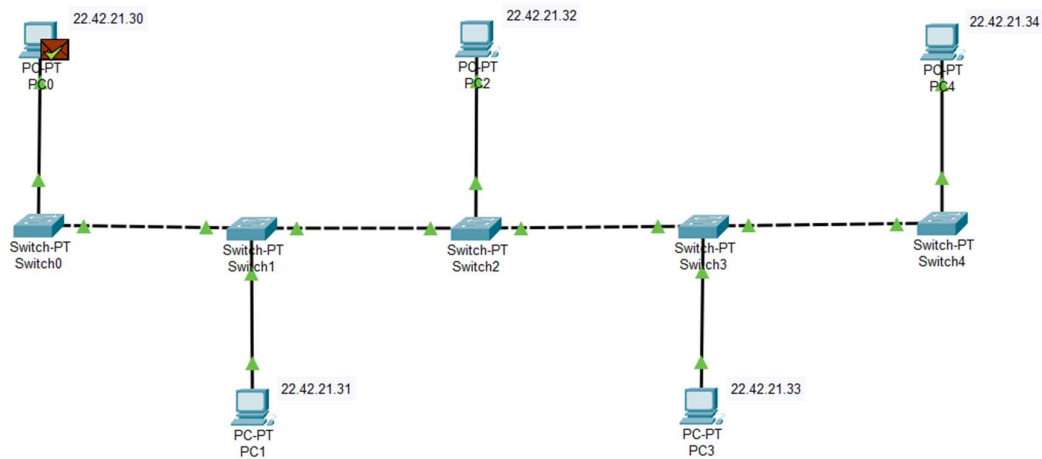 22.42.21.30
PC-PT
PC0
22.42.21.32
PC-PT
PC2
22.42.21.34
PC-PT
PC4
Switch-PT
Switch0
Switch-PT
Switch1
Switch-PT
Switch2
Switch-PT
Switch3
Switch-PT
Switch4
22.42.21.31
PC-PT
PC1
22.42.21.33
PC-PT
PC3